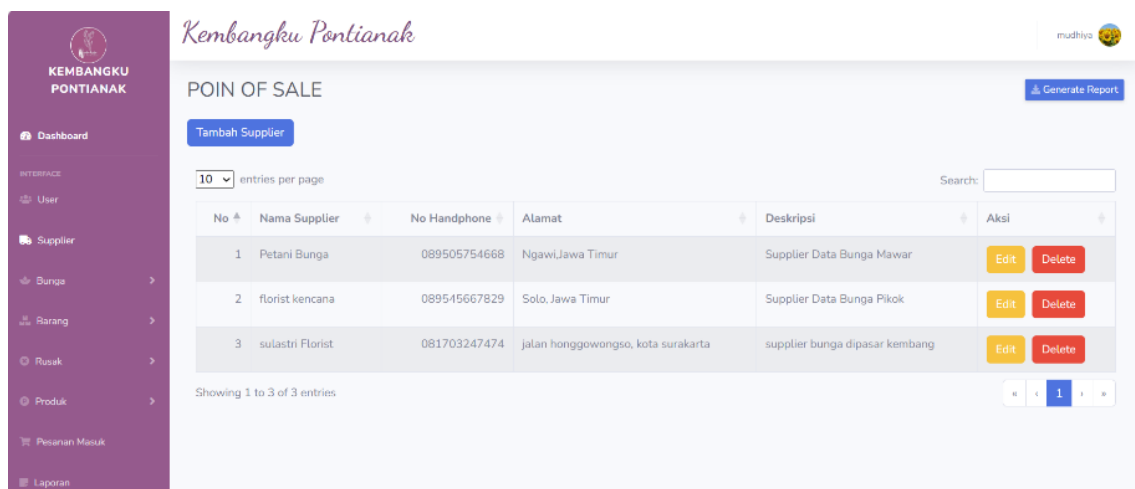 KEMBANGKU
PONTIANAK
Dashboard
INTERFACE
User
Supplier
Bunga
Barang
Rusak
Produk
Pesanan Masuk
Laporan
Kembangku Pontianak
mudhiya
POIN OF SALE
Generate Report
Tambah Supplier
10 entries per page
Search:
No Nama Supplier No Handphone Alamat Deskripsi Aksi
1 Petani Bunga 089505754668 Ngawi,Jawa Timur Supplier Data Bunga Mawar Edit Delete
2 florist kencana 089545667829 Solo, Jawa Timur Supplier Data Bunga Pikok Edit Delete
3 sulastri Florist 081703247474 jalan honggowongso, kota surakarta supplier bunga dipasar kembang Edit Delete
Showing 1 to 3 of 3 entries
« ‹ 1 › »